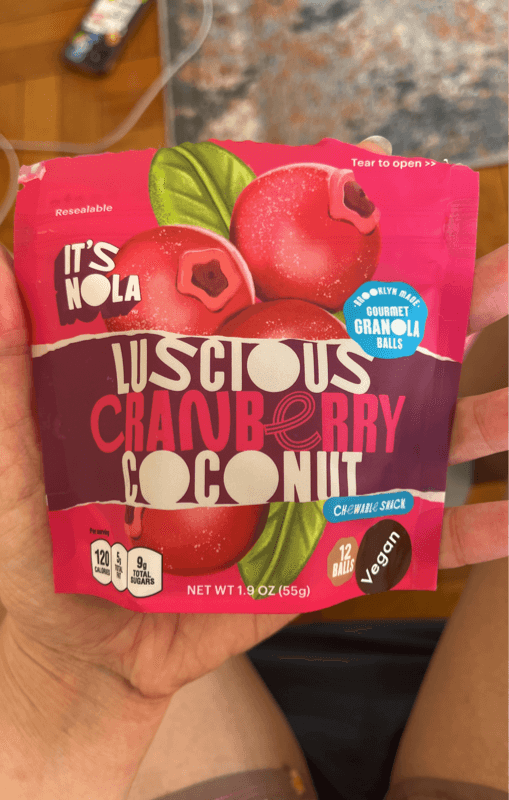 Tear to open >>
Resealable
IT'S
NOLA
BROOKLYN MADE
GOURMET
GRANOLA
BALLS
LUSCIOUS
CRANBERRY
COCONUT
CHEWABLE SNACK
Per serving
120
CALORIES
5g
TOTAL
FAT
9g
TOTAL
SUGARS
12
BALLS
Vegan
NET WT 1.9 OZ (55g)